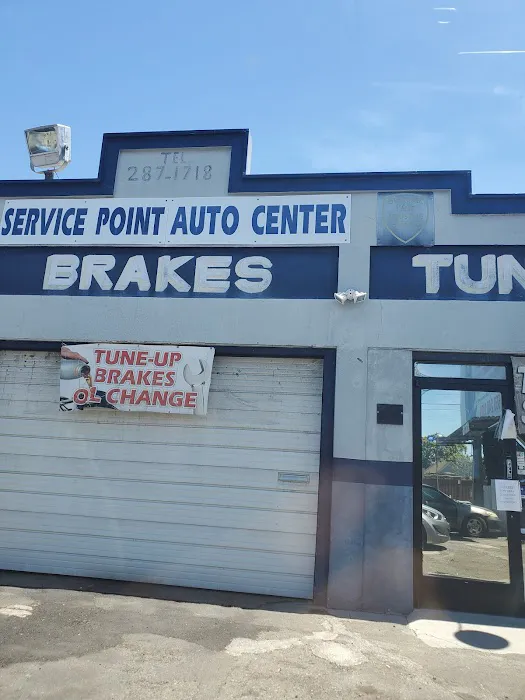 TEL
287-1718
SERVICE POINT AUTO CENTER
BRAKES
TUN
TUNE-UP
BRAKES
OL CHANGE